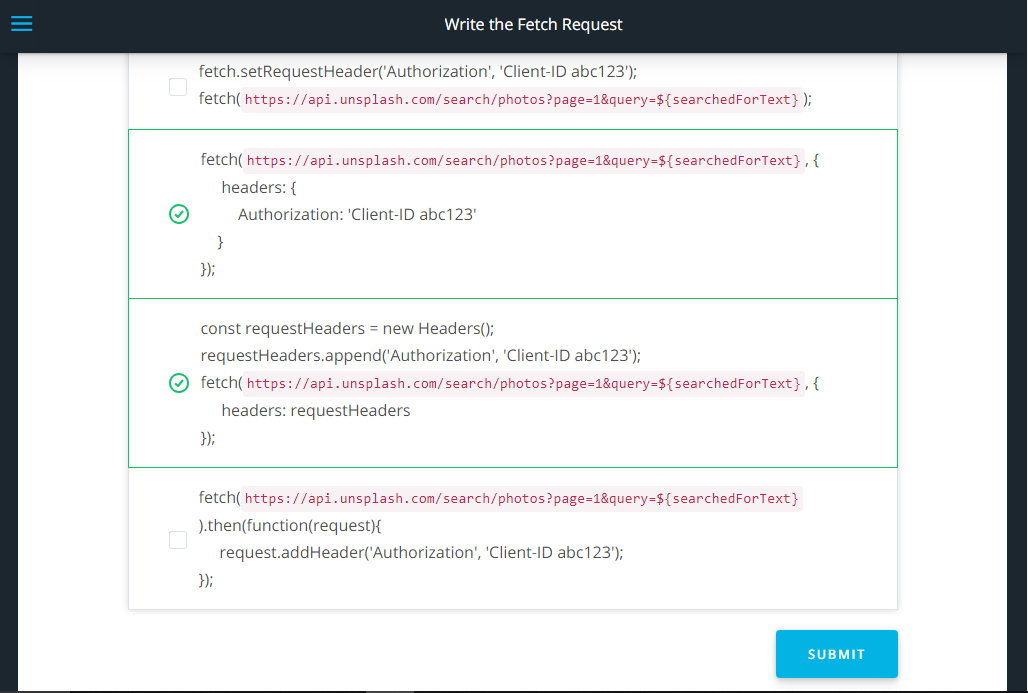 Write the Fetch Request
fetch.setRequestHeader('Authorization', 'Client-ID abc123');
fetch( https://api.unsplash.com/search/photos?page=1&query=${searchedForText} );
fetch( https://api.unsplash.com/search/photos?page=1&query=${searchedForText} , {
headers: {
Authorization: 'Client-ID abc123'
}
});
const requestHeaders = new Headers();
requestHeaders.append('Authorization', 'Client-ID abc123');
fetch( https://api.unsplash.com/search/photos?page=1&query=${searchedForText} , {
headers: requestHeaders
});
fetch( https://api.unsplash.com/search/photos?page=1&query=${searchedForText}
).then(function(request){
request.addHeader('Authorization', 'Client-ID abc123');
});
SUBMIT